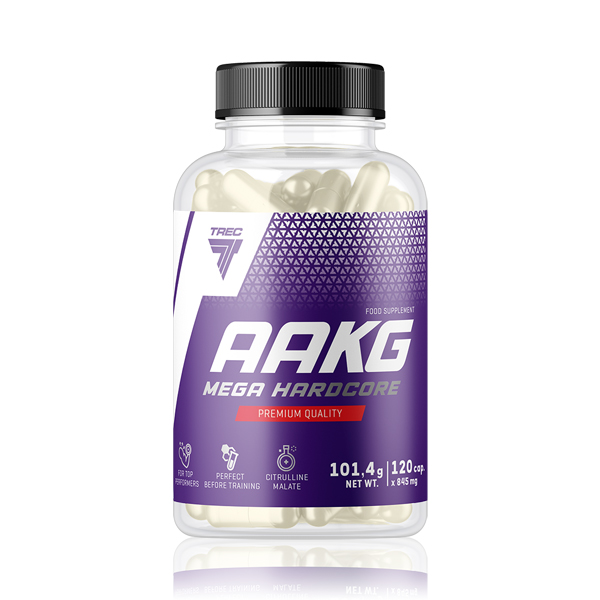 TREC
FOOD SUPPLEMENT
AAKG
MEGA HARDCORE
PREMIUM QUALITY
FOR TOP
PERFORMERS
PERFECT
BEFORE TRAINING
CITRULLINE
MALATE
101,4g
NET WT.
120 cap.
x 845 mg